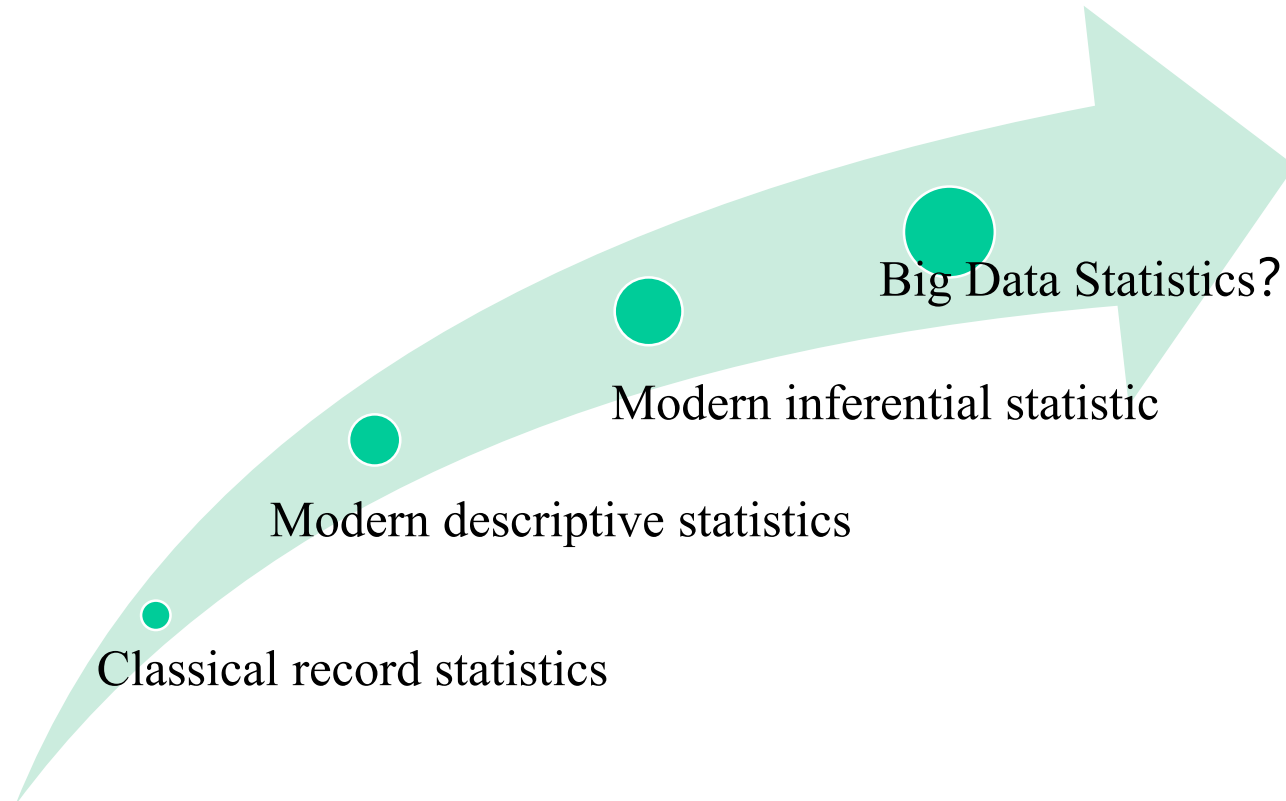 Big Data Statistics?
Modern inferential statistic
Modern descriptive statistics
Classical record statistics